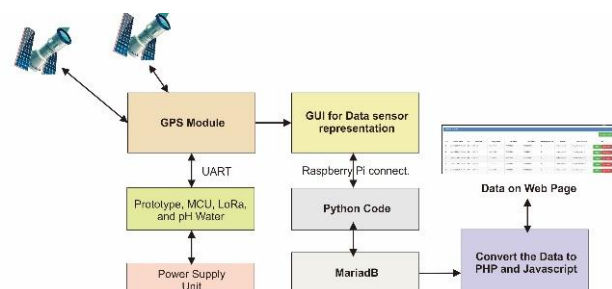 GPS Module
GUI for Data sensor
representation
UART
Raspberry Pi connect.
Data on Web Page
Prototype, MCU, LoRa,
and pH Water
Python Code
Power Supply
Unit
MariadB
Convert the Data to
PHP and Javascript